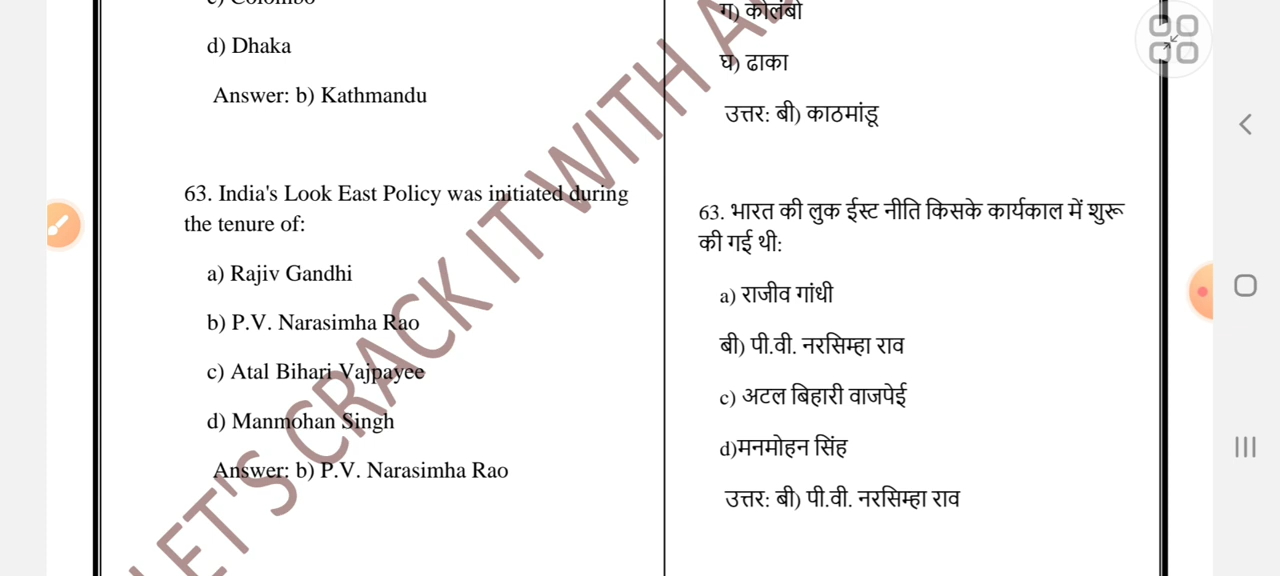 d) Dhaka
Answer: b) Kathmandu
63. India's Look East Policy was initiated during
the tenure of:
a) Rajiv Gandhi
b) P.V. Narasimha Rao
c) Atal Bihari Vajpayee
d) Manmohan Singh
Answer: b) P.V. Narasimha Rao
ग) कोलंबो
घ) ढाका
उत्तर: बी) काठमांडू
63. भारत की लुक ईस्ट नीति किसके कार्यकाल में शुरू
की गई थी:
a) राजीव गांधी
बी) पी.वी. नरसिम्हा राव
c) अटल बिहारी वाजपेई
d)मनमोहन सिंह
उत्तर: बी) पी.वी. नरसिम्हा राव
LET'S CRACK IT WITH